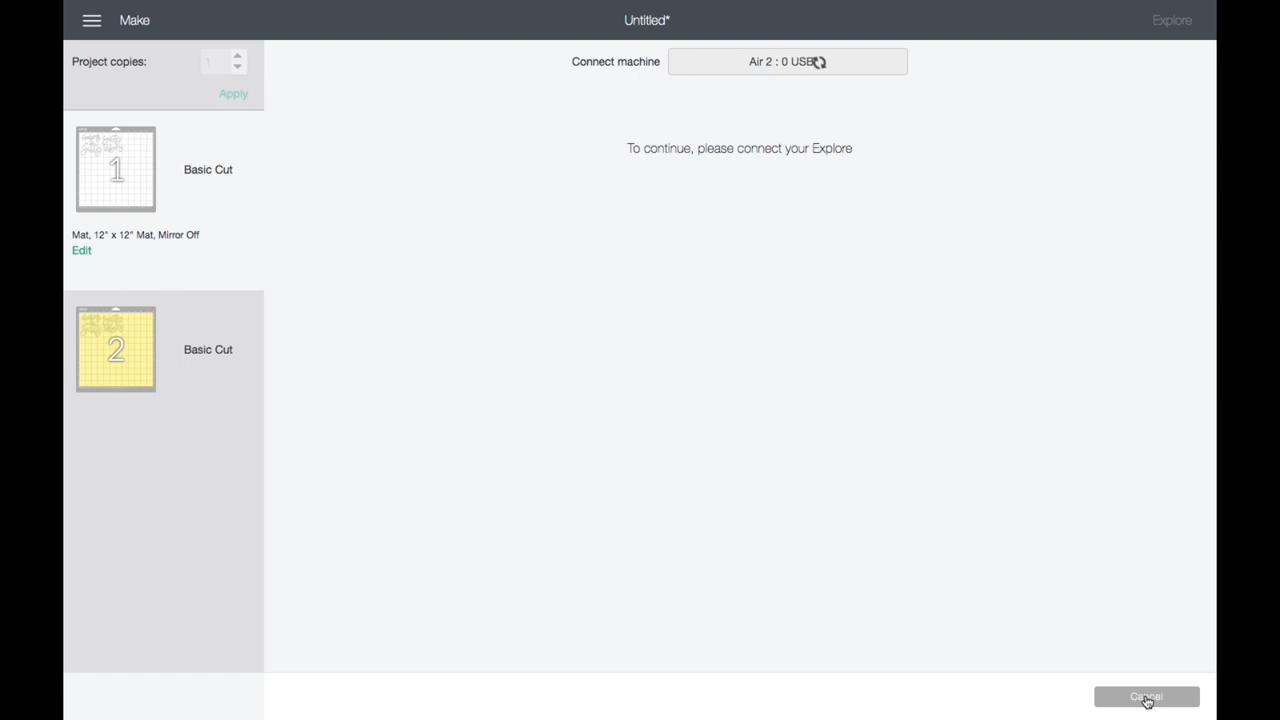 Make
Untitled*
Explore
Project copies:
1
Connect machine
Air 2 : 0 USB
Apply
To continue, please connect your Explore
1
Basic Cut
Mat, 12" x 12" Mat, Mirror Off
Edit
2
Basic Cut
Cancel